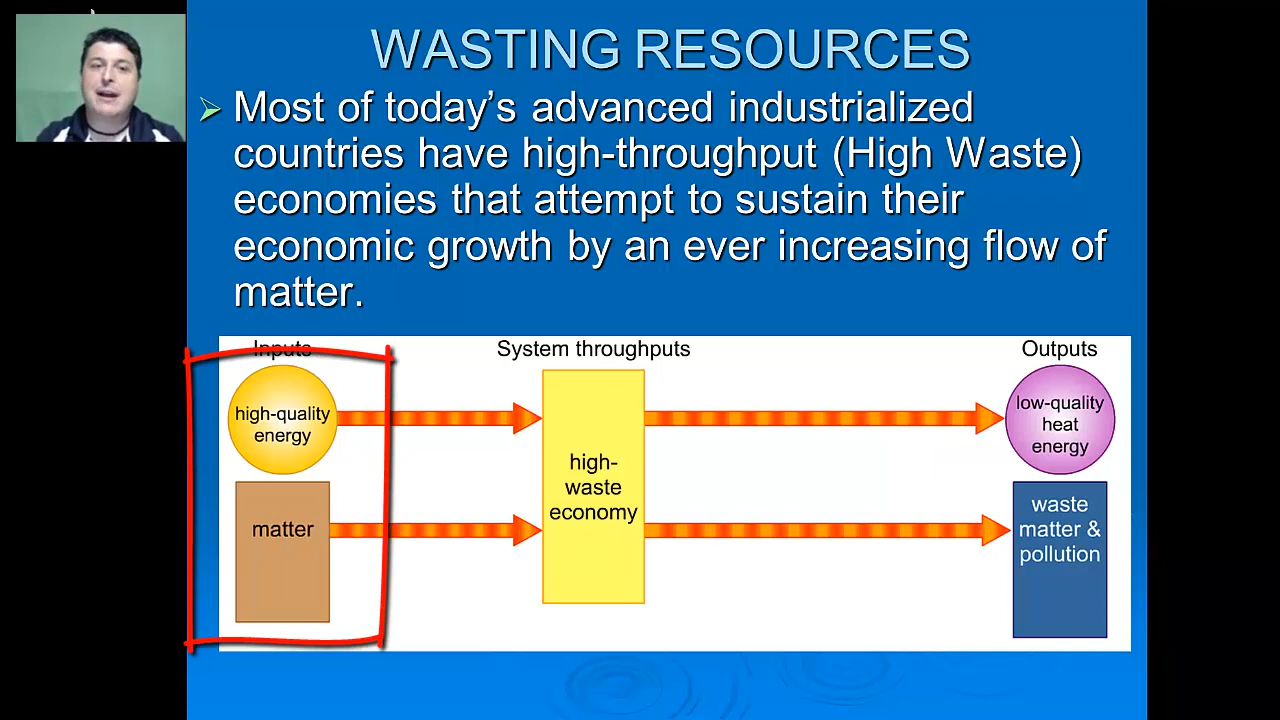 WASTING RESOURCES
➢ Most of today's advanced industrialized
countries have high-throughput (High Waste)
economies that attempt to sustain their
economic growth by an ever increasing flow of
matter.
Inputs
System throughputs
Outputs
high-quality
energy
low-quality
heat
energy
high-
waste
economy
matter
waste
matter &
pollution